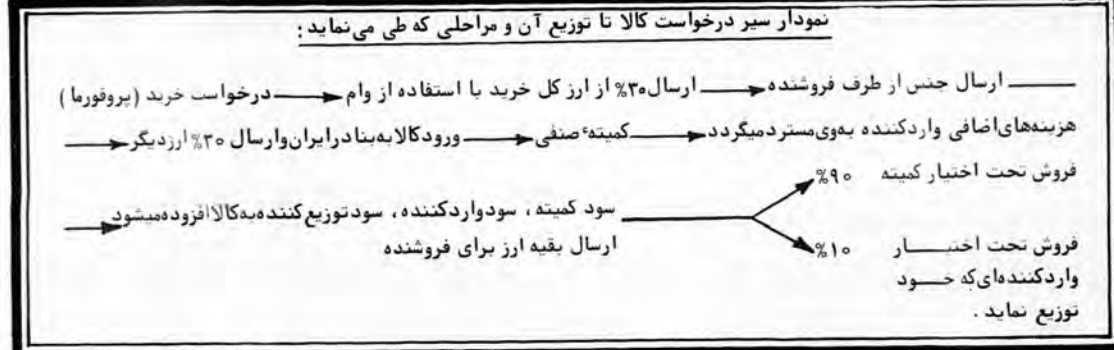 نمودار سیر درخواست کالا تا توزیع آن و مراحلی که طی می‌نماید:
ارسال جنس از طرف فروشنده ارسال ۳۰% از ارز کل خرید با استفاده از وام درخواست خرید (پروفورما)
هزینه‌های اضافی واردکننده به‌وی مسترد میگردد کمیتهٔ صنفی ورود کالا به بنادر ایران و ارسال ۳۰% ارز دیگر
فروش تحت اختیار کمیته ۹۰%
سود کمیته، سود واردکننده، سود توزیع کننده به کالا افزوده میشود
ارسال بقیه ارز برای فروشنده
فروش تحت اختیار ۱۰%
واردکننده‌ای که خود
توزیع نماید.